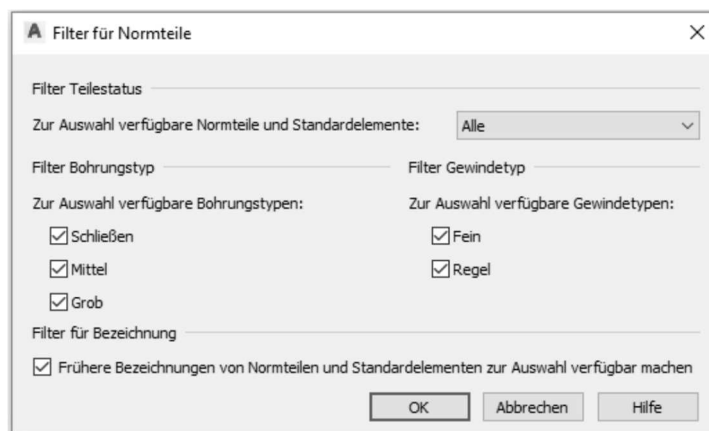 A Filter für Normteile
Filter Teilestatus
Zur Auswahl verfügbare Normteile und Standardelemente: Alle
Filter Bohrungstyp Filter Gewindetyp
Zur Auswahl verfügbare Bohrungstypen: Zur Auswahl verfügbare Gewindetypen:
Schließen Fein
Mittel Regel
Grob
Filter für Bezeichnung
Frühere Bezeichnungen von Normteilen und Standardelementen zur Auswahl verfügbar machen
OK Abbrechen Hilfe